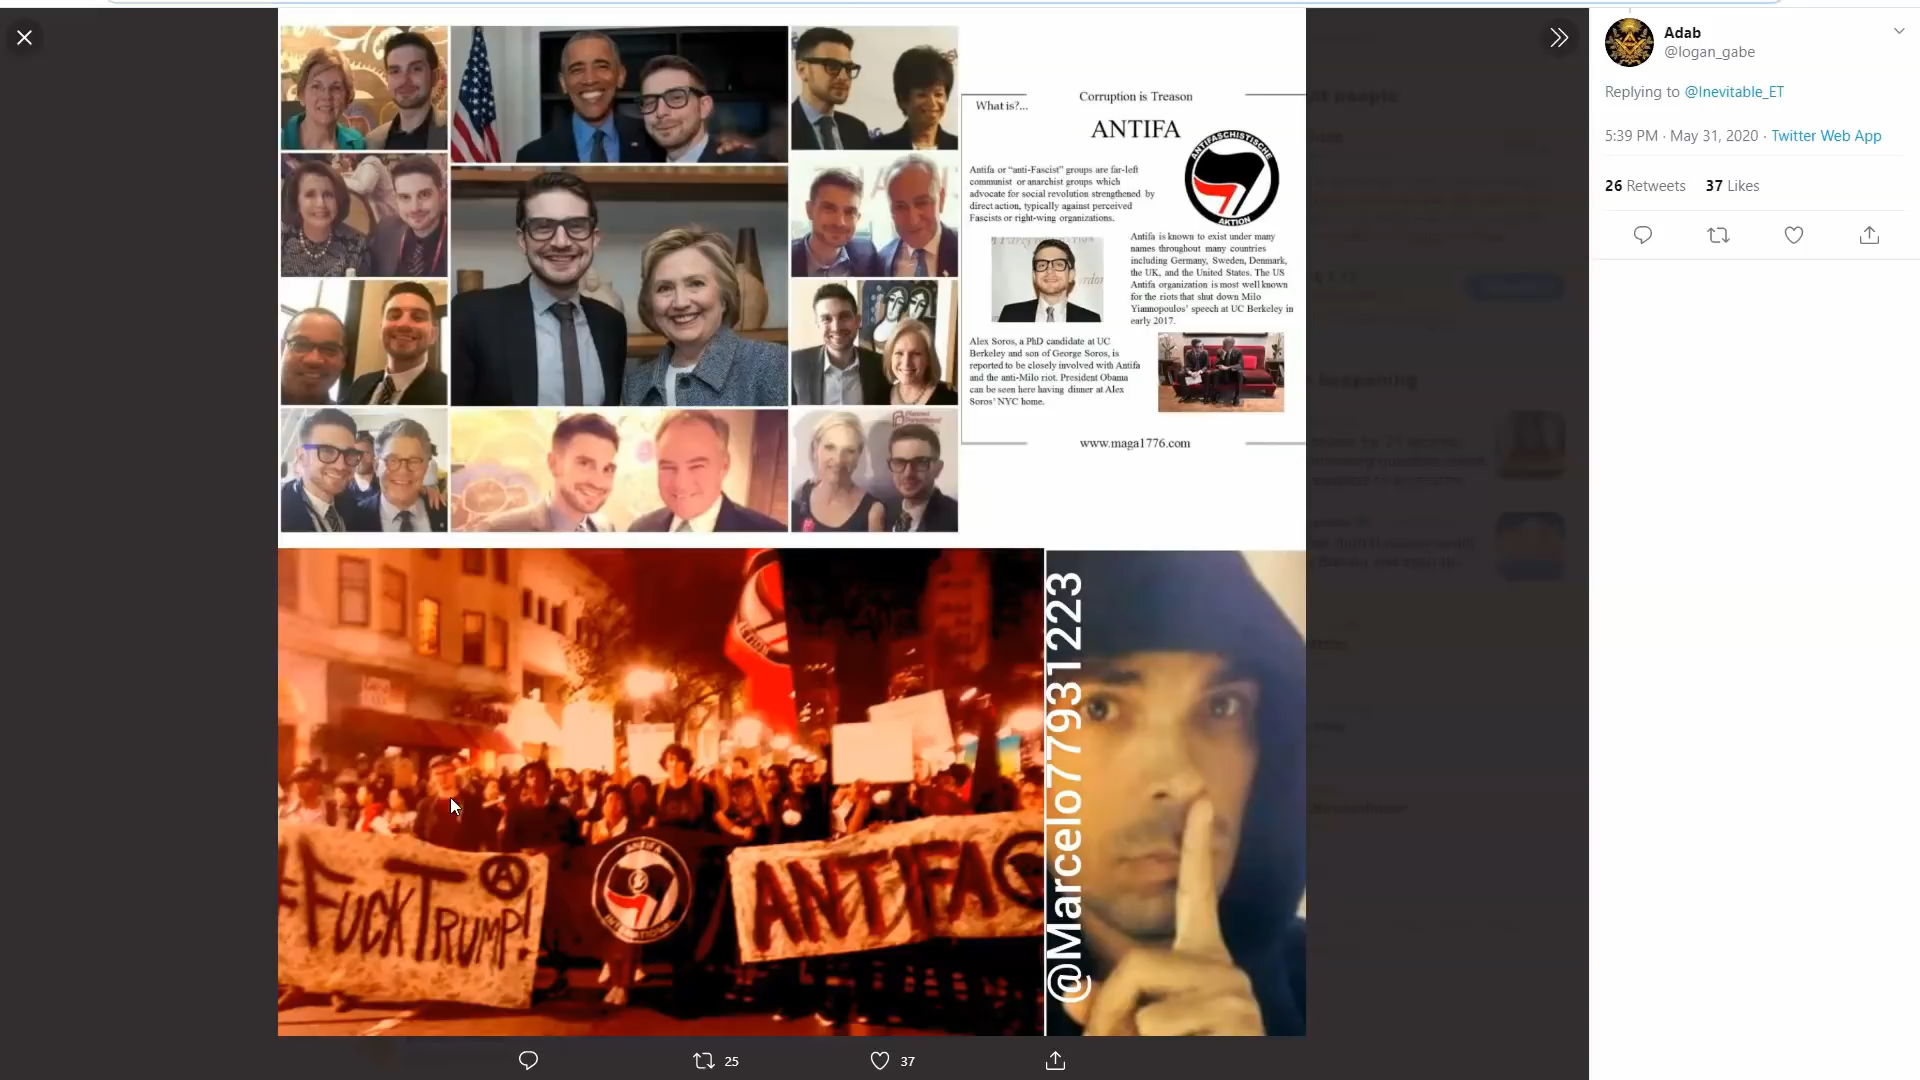 Corruption is Treason
What is?...
ANTIFA
ANTIFASCHISTISCHE
AKTION
Antifa or “anti-Fascist” groups are far-left
communist or anarchist groups which
advocate for social revolution strengthened by
direct action, typically against perceived
Fascists or right-wing organizations.
Antifa is known to exist under many
names throughout many countries
including Germany, Sweden, Denmark,
the UK, and the United States. The US
Antifa organization is most well known
for the riots that shut down Milo
Yiannopoulos’ speech at UC Berkeley in
early 2017.
Alex Soros, a PhD candidate at UC
Berkeley and son of George Soros, is
reported to be closely involved with Antifa
and the anti-Milo riot. President Obama
can be seen here having dinner at Alex
Soros’ NYC home.
www.maga1776.com
#FUCK TRUMP!
ANTIFA
INTERNATIONAL
ANTIFA
@Marcelo77931223
25
37
Adab
@logan_gabe
Replying to @Inevitable_ET
5:39 PM · May 31, 2020 · Twitter Web App
26 Retweets 37 Likes